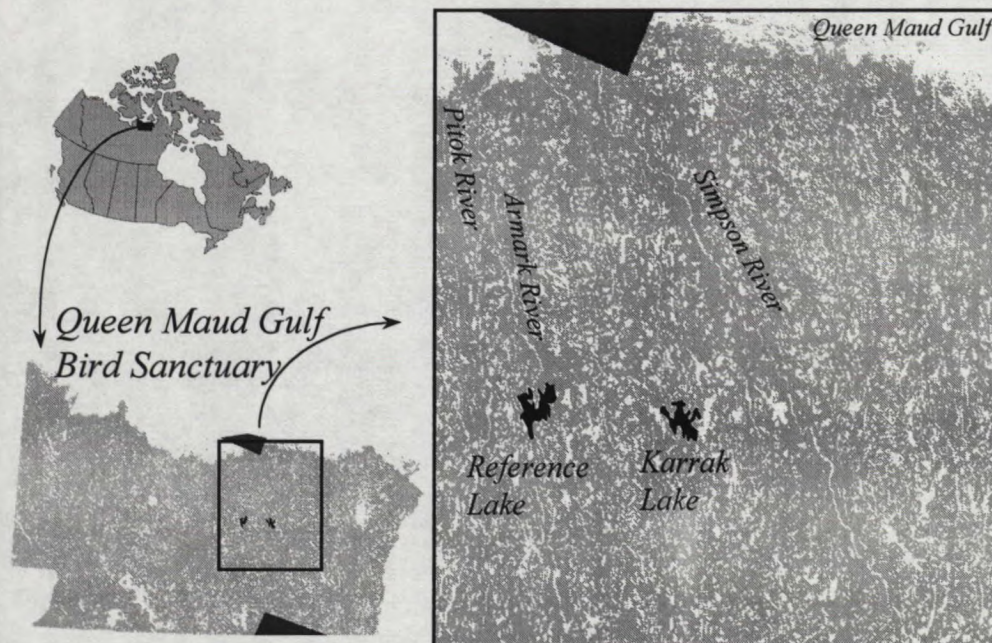 Queen Maud Gulf
Bird Sanctuary
Queen Maud Gulf
Pitok River
Armark River
Simpson River
Reference
Lake
Karrak
Lake